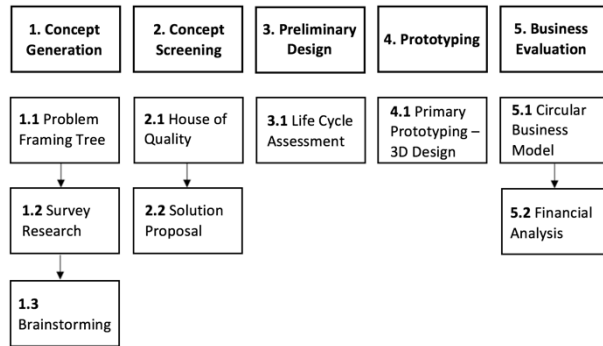 1. Concept
Generation
2. Concept
Screening
3. Preliminary
Design
4. Prototyping
5. Business
Evaluation
1.1 Problem
Framing Tree
2.1 House of
Quality
3.1 Life Cycle
Assessment
4.1 Primary
Prototyping –
3D Design
5.1 Circular
Business
Model
1.2 Survey
Research
2.2 Solution
Proposal
5.2 Financial
Analysis
1.3
Brainstorming